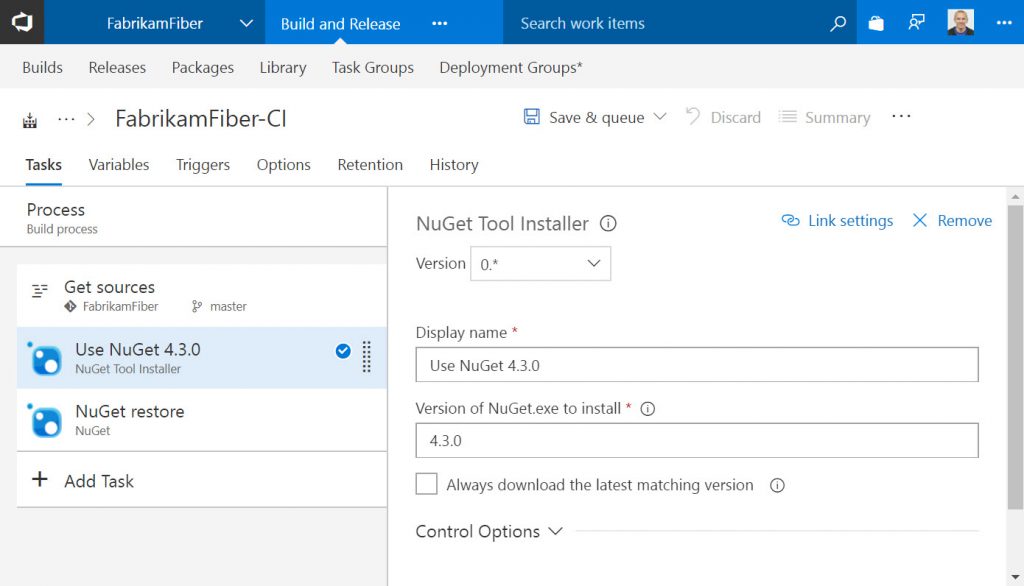 FabrikamFiber
Build and Release
Search work items
Builds
Releases
Packages
Library
Task Groups
Deployment Groups*
FabrikamFiber-CI
Save & queue
Discard
Summary
Tasks
Variables
Triggers
Options
Retention
History
Process
Build process
Get sources
FabrikamFiber
master
Use NuGet 4.3.0
NuGet Tool Installer
NuGet restore
NuGet
Add Task
NuGet Tool Installer
Link settings
Remove
Version
0.*
Display name *
Use NuGet 4.3.0
Version of NuGet.exe to install *
4.3.0
Always download the latest matching version
Control Options